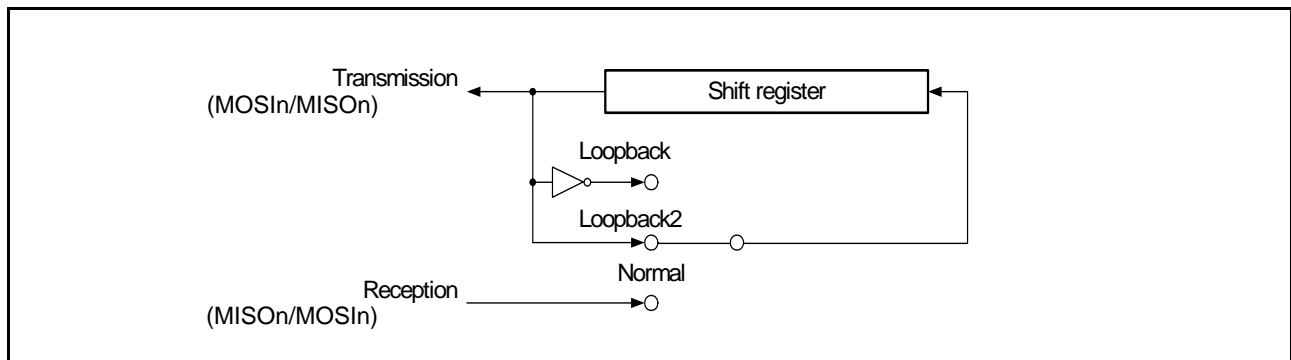 Transmission
(MOSIn/MISOn)
Shift register
Loopback
Loopback2
Normal
Reception
(MISOn/MOSIn)